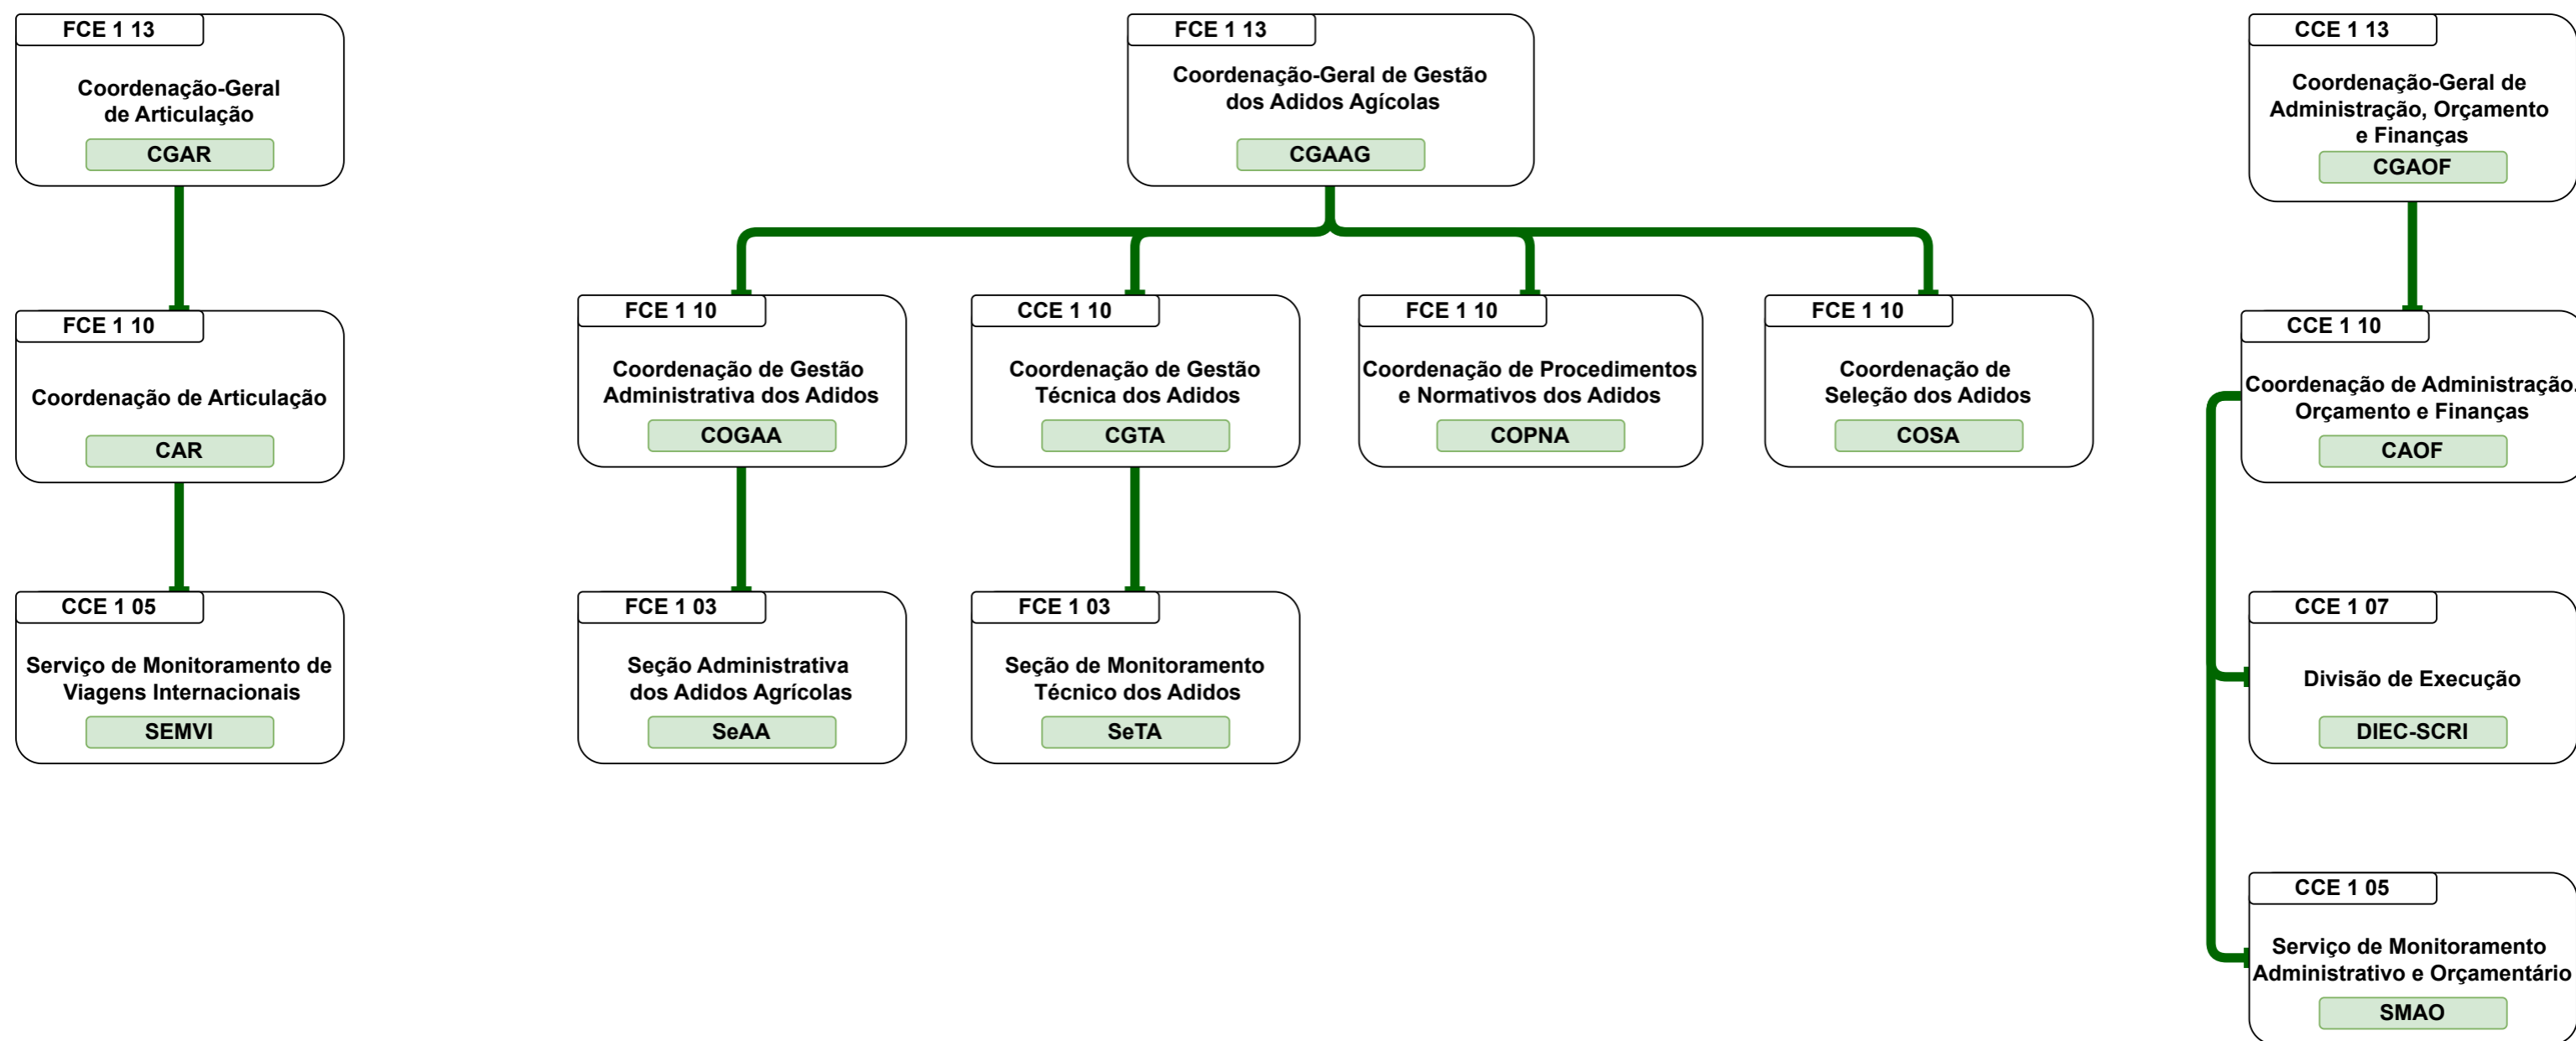 FCE 1 13
Coordenação-Geral
de Articulação
CGAR
FCE 1 13
Coordenação-Geral de Gestão
dos Adidos Agícolas
CGAAG
CCE 1 13
Coordenação-Geral de
Administração, Orçamento
e Finanças
CGAOF
FCE 1 10
Coordenação de Articulação
CAR
FCE 1 10
Coordenação de Gestão
Administrativa dos Adidos
COGAA
CCE 1 10
Coordenação de Gestão
Técnica dos Adidos
CGTA
FCE 1 10
Coordenação de Procedimentos
e Normativos dos Adidos
COPNA
FCE 1 10
Coordenação de
Seleção dos Adidos
COSA
CCE 1 10
Coordenação de Administração,
Orçamento e Finanças
CAOF
CCE 1 05
Serviço de Monitoramento de
Viagens Internacionais
SEMVI
FCE 1 03
Seção Administrativa
dos Adidos Agrícolas
SeAA
FCE 1 03
Seção de Monitoramento
Técnico dos Adidos
SeTA
CCE 1 07
Divisão de Execução
DIEC-SCRI
CCE 1 05
Serviço de Monitoramento
Administrativo e Orçamentário
SMAO